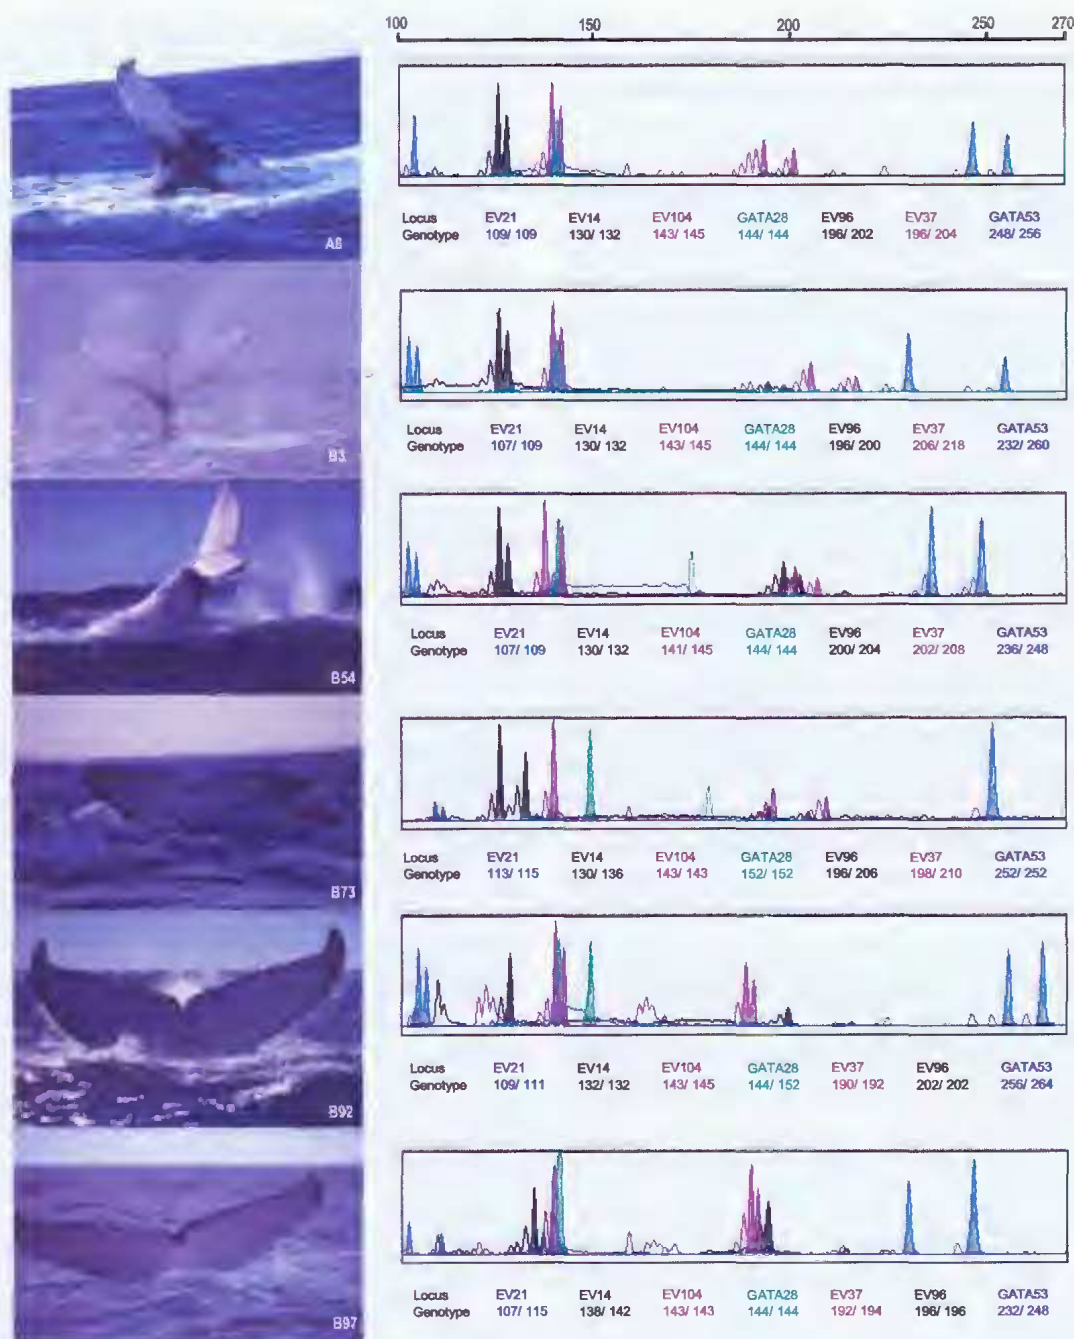 100 150 200 250 270
A8
Locus EV21 EV14 EV104 GATA28 EV96 EV37 GATA53
Genotype 109/ 109 130/ 132 143/ 145 144/ 144 196/ 202 196/ 204 248/ 256
B3
Locus EV21 EV14 EV104 GATA28 EV96 EV37 GATA53
Genotype 107/ 109 130/ 132 143/ 145 144/ 144 196/ 200 206/ 218 232/ 260
Locus EV21 EV14 EV104 GATA28 EV96 EV37 GATA53
Genotype 107/ 109 130/ 132 141/ 145 144/ 144 200/ 204 202/ 208 236/ 248
B54
Locus EV21 EV14 EV104 GATA28 EV96 EV37 GATA53
Genotype 113/ 115 130/ 136 143/ 143 152/ 152 196/ 206 198/ 210 252/ 252
B73
Locus EV21 EV14 EV104 GATA28 EV37 EV96 GATA53
Genotype 109/ 111 132/ 132 143/ 145 144/ 152 190/ 192 202/ 202 256/ 264
B92
Locus EV21 EV14 EV104 GATA28 EV37 EV96 GATA53
Genotype 107/ 115 138/ 142 143/ 143 144/ 144 192/ 194 196/ 196 232/ 248
B97